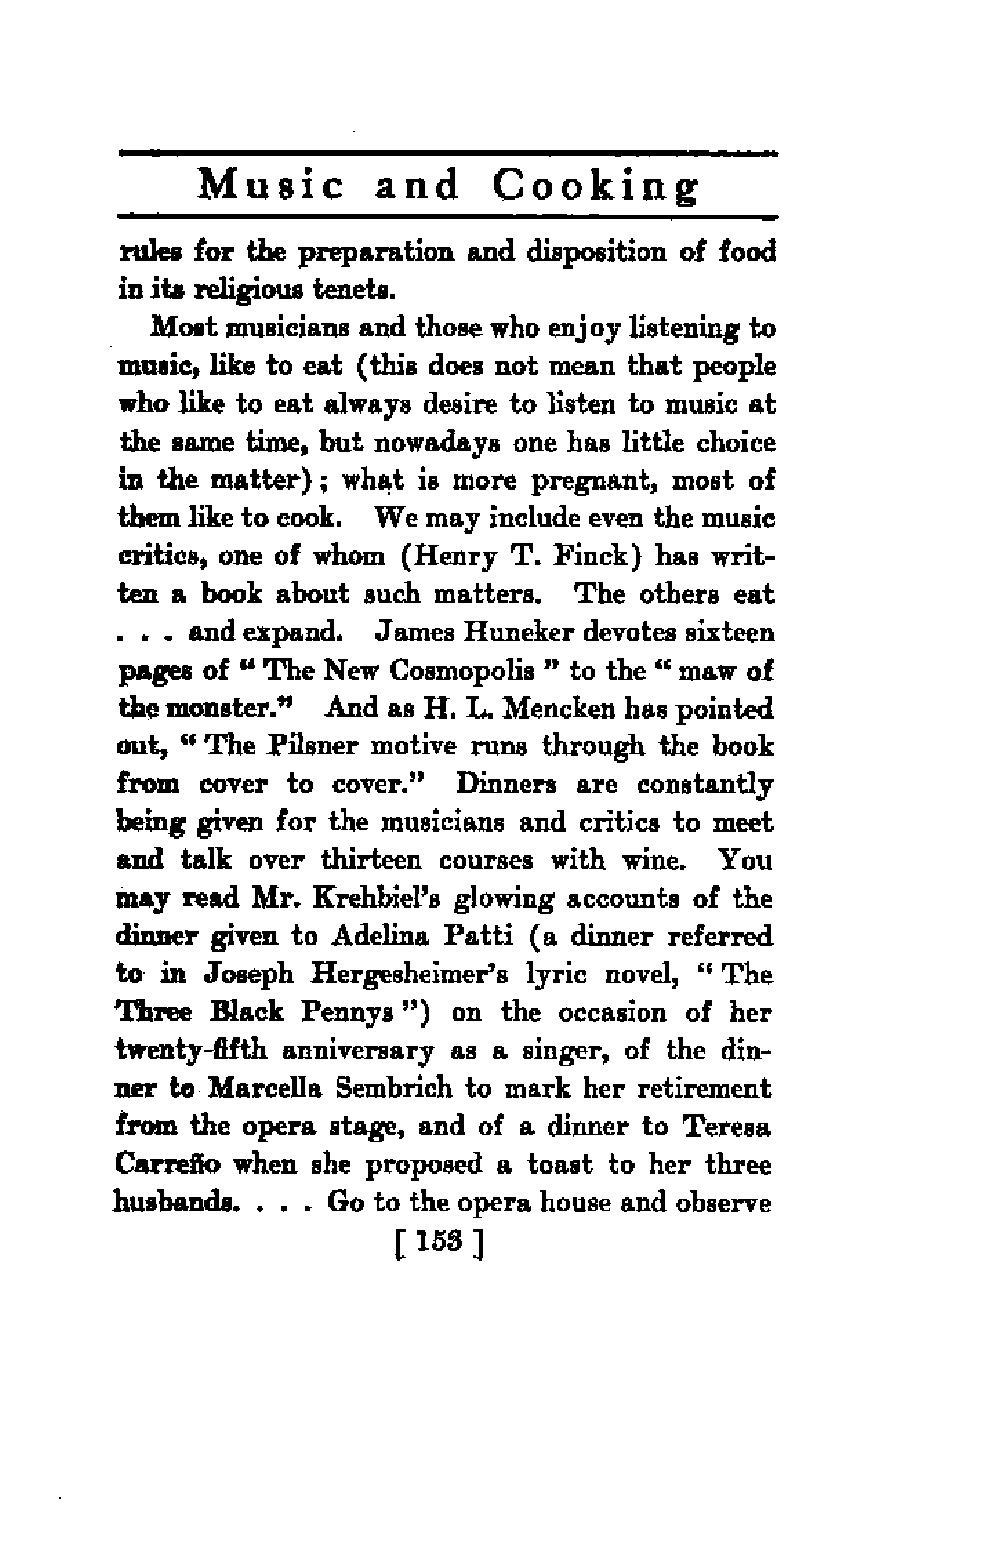 Music and Cooking
rules for the preparation and disposition of food
in its religious tenets.
Most musicians and those who enjoy listening to
music, like to eat (this does not mean that people
who like to eat always desire to listen to music at
the same time, but nowadays one has little choice
in the matter); what is more pregnant, most of
them like to cook. We may include even the music
critics, one of whom (Henry T. Finck) has writ-
ten a book about such matters. The others eat
. . . and expand. James Huneker devotes sixteen
pages of "The New Cosmopolis" to the "maw of
the monster." And as H. L. Mencken has pointed
out, "The Pilsner motive runs through the book
from cover to cover." Dinners are constantly
being given for the musicians and critics to meet
and talk over thirteen courses with wine. You
may read Mr. Krehbiel's glowing accounts of the
dinner given to Adelina Patti (a dinner referred
to in Joseph Hergesheimer's lyric novel, "The
Three Black Pennys") on the occasion of her
twenty-fifth anniversary as a singer, of the din-
ner to Marcella Sembrich to mark her retirement
from the opera stage, and of a dinner to Teresa
Carreño when she proposed a toast to her three
husbands. . . . Go to the opera house and observe
[ 153 ]